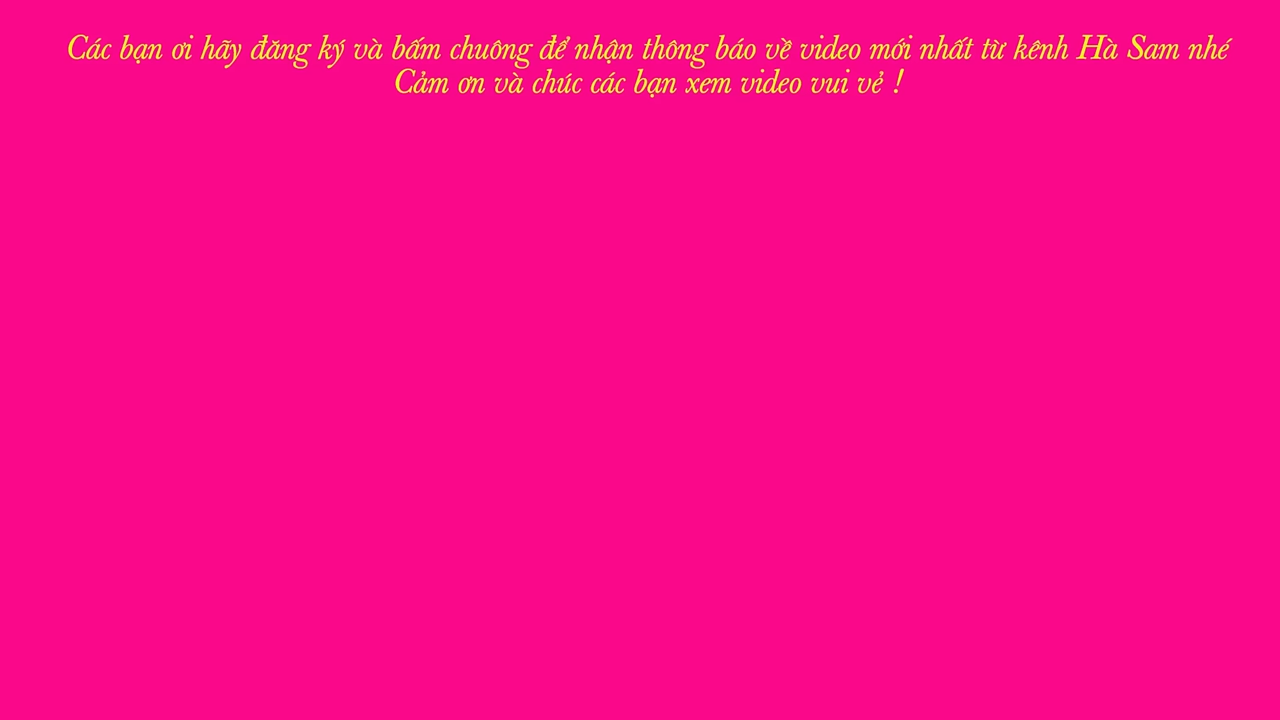 Các bạn ơi hãy đăng ký và bấm chuông để nhận thông báo về video mới nhất từ kênh Hà Sam nhé
Cảm ơn và chúc các bạn xem video vui vẻ !